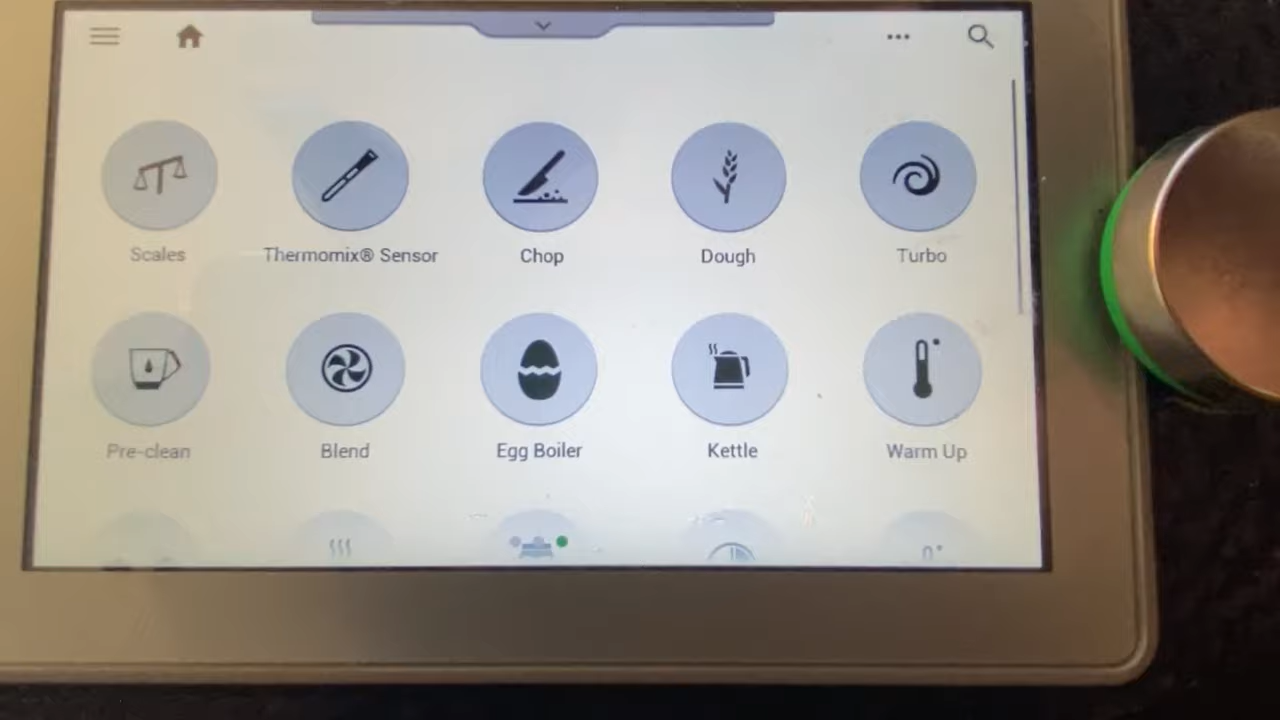 Scales
Thermomix® Sensor
Chop
Dough
Turbo
Pre-clean
Blend
Egg Boiler
Kettle
Warm Up